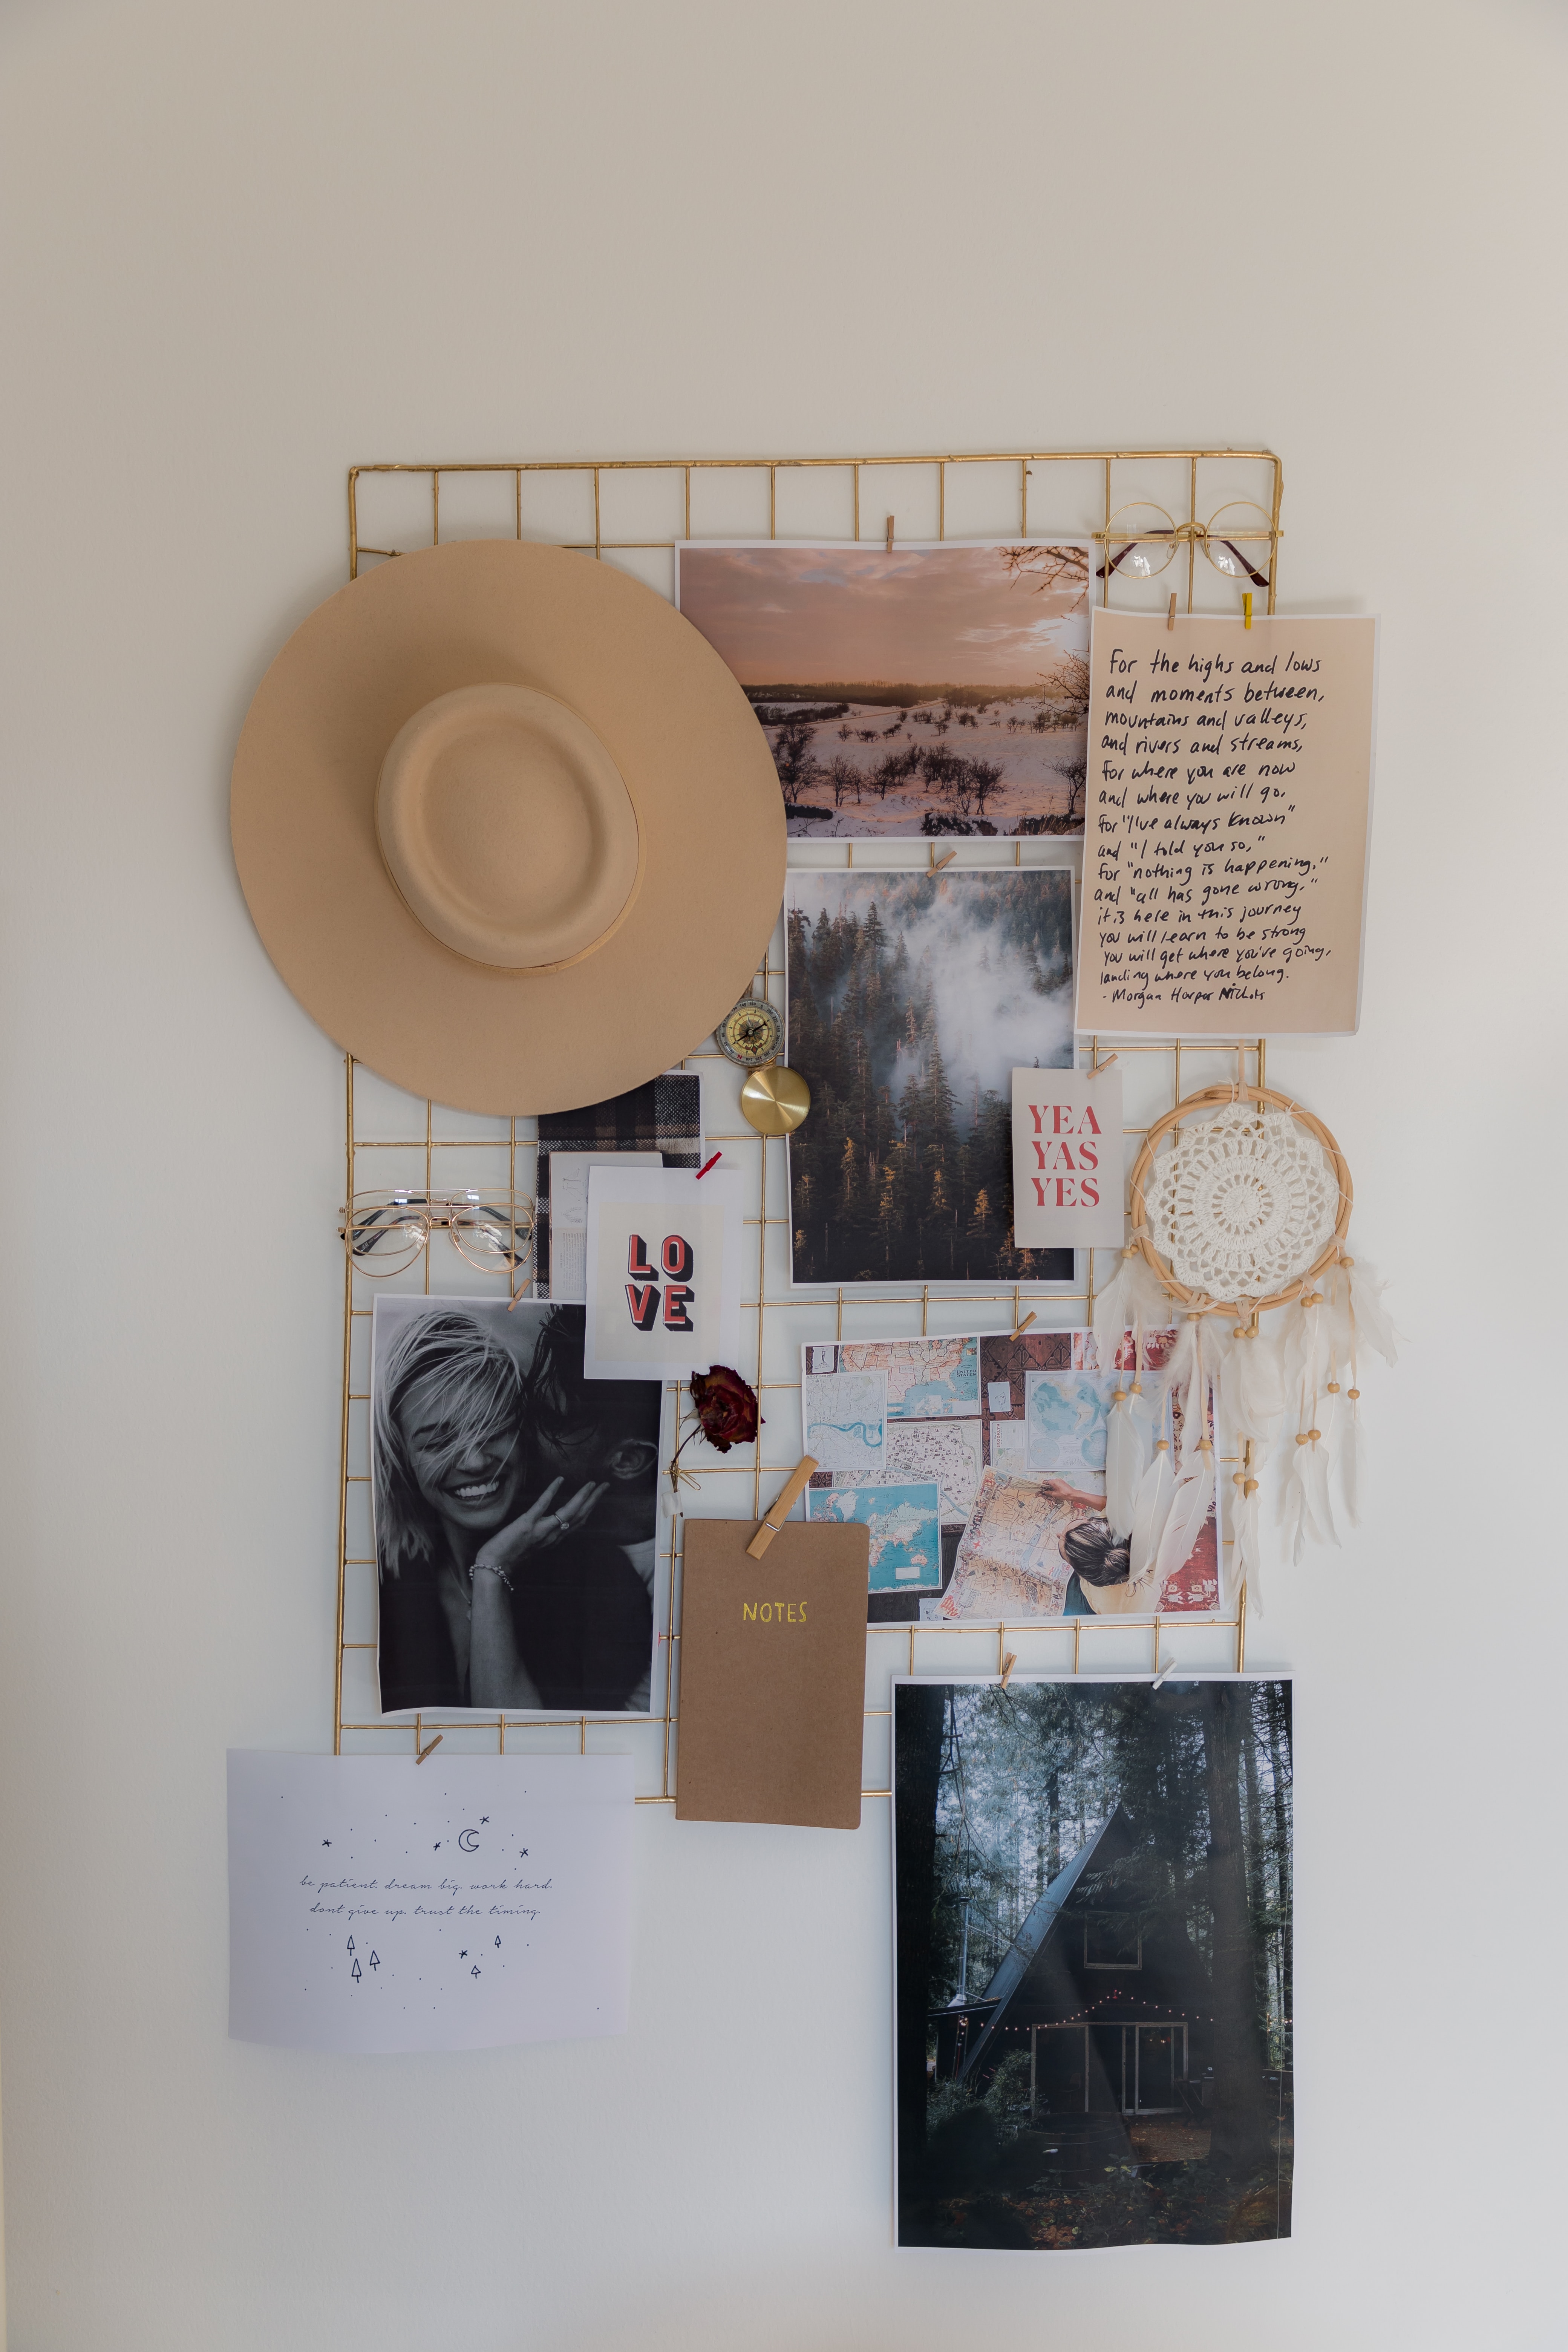 For the highs and lows
and moments between,
mountains and valleys,
and rivers and streams,
For where you are now
and where you will go,
For "I've always known"
and "I told you so,"
For "nothing is happening,"
and "all has gone wrong,"
it is here in this journey
you will learn to be strong
you will get where you're going,
landing where you belong.
- Morgan Harper Nichols
YEA
YAS
YES
LO
VE
NOTES
be patient. dream big. work hard.
dont give up. trust the timing.